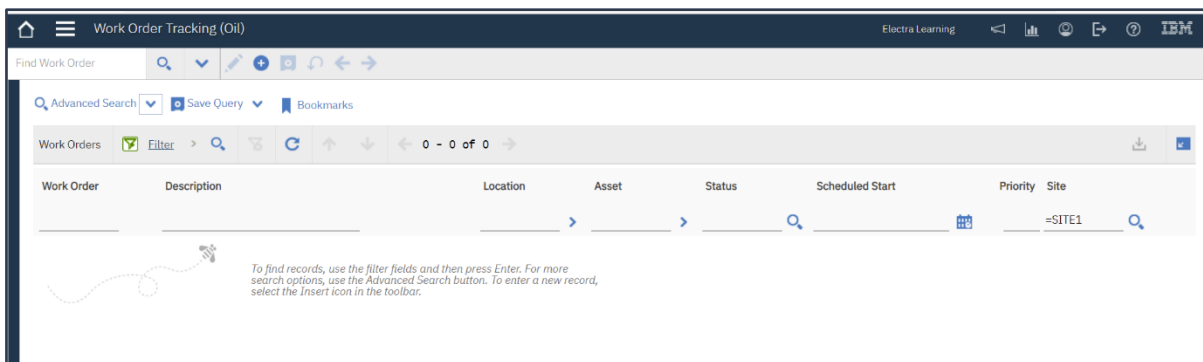 Work Order Tracking (Oil) Electra Learning IBM
Find Work Order
Advanced Search Save Query Bookmarks
Work Orders Filter > 0 - 0 of 0
Work Order Description Location Asset Status Scheduled Start Priority Site
=SITE1
To find records, use the filter fields and then press Enter. For more
search options, use the Advanced Search button. To enter a new record,
select the Insert icon in the toolbar.